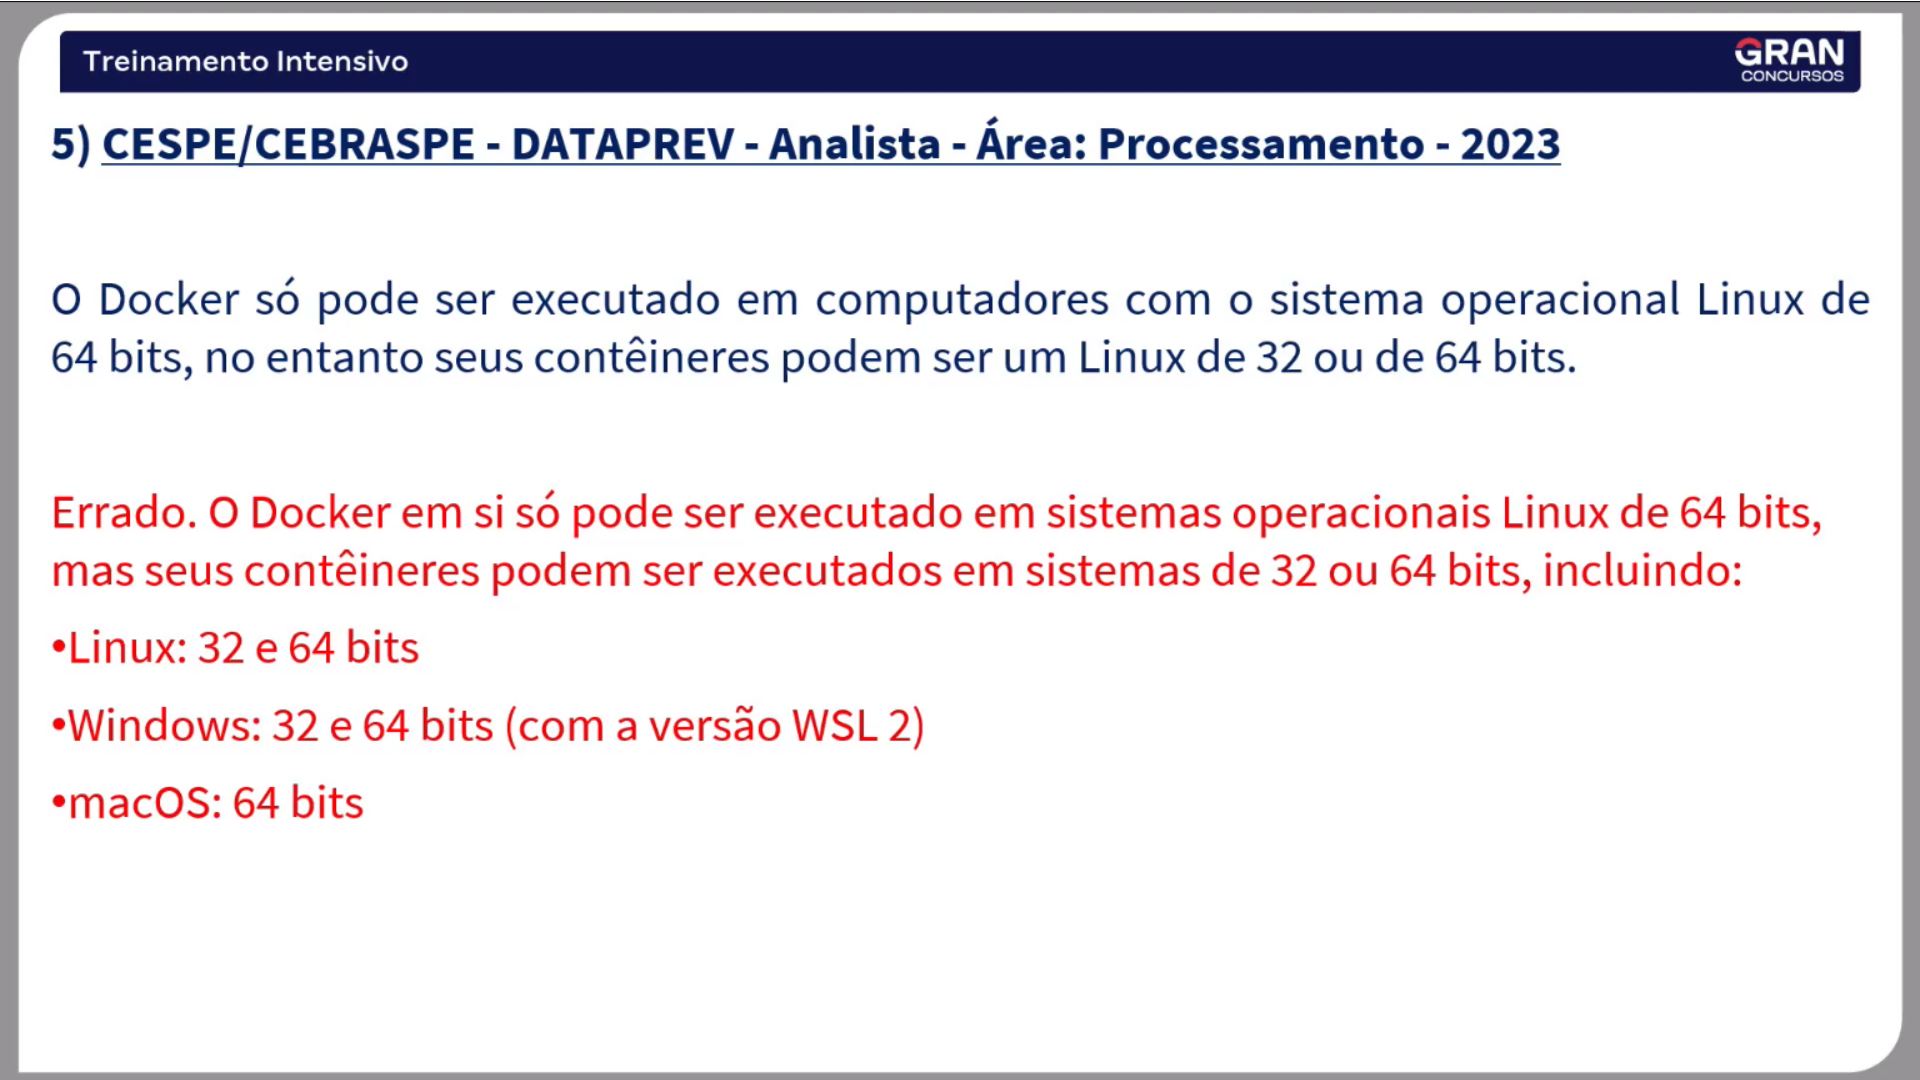 Treinamento Intensivo
GRAN
CONCURSOS
5) CESPE/CEBRASPE - DATAPREV - Analista - Área: Processamento - 2023
O Docker só pode ser executado em computadores com o sistema operacional Linux de
64 bits, no entanto seus contêineres podem ser um Linux de 32 ou de 64 bits.
Errado. O Docker em si só pode ser executado em sistemas operacionais Linux de 64 bits,
mas seus contêineres podem ser executados em sistemas de 32 ou 64 bits, incluindo:
•Linux: 32 e 64 bits
•Windows: 32 e 64 bits (com a versão WSL 2)
•macOS: 64 bits